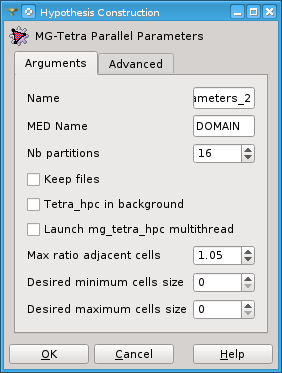 Hypothesis Construction
MG-Tetra Parallel Parameters
Arguments Advanced
Name ameters_2
MED Name DOMAIN
Nb partitions 16
Keep files
Tetra_hpc in background
Launch mg_tetra_hpc multithread
Max ratio adjacent cells 1.05
Desired minimum cells size 0
Desired maximum cells size 0
OK Cancel Help